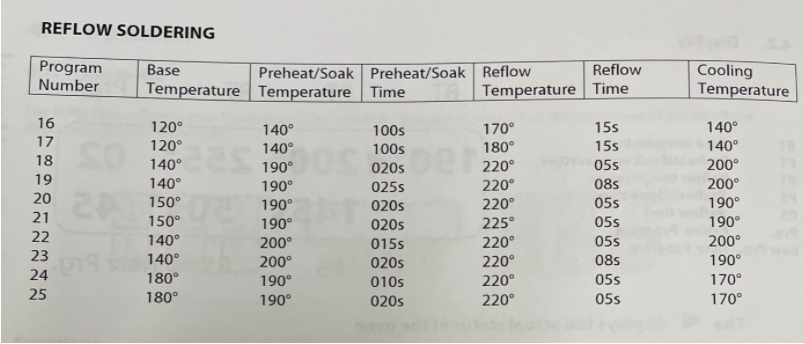 REFLOW SOLDERING
Program Number Base Temperature Preheat/Soak Temperature Preheat/Soak Time Reflow Temperature Reflow Time Cooling Temperature
16 120° 140° 100s 170° 15s 140°
17 120° 140° 100s 180° 15s 140°
18 140° 190° 020s 220° 05s 200°
19 140° 190° 025s 220° 08s 200°
20 150° 190° 020s 220° 05s 190°
21 150° 190° 020s 225° 05s 190°
22 140° 200° 015s 220° 05s 200°
23 140° 200° 020s 220° 08s 190°
24 180° 190° 010s 220° 05s 170°
25 180° 190° 020s 220° 05s 170°